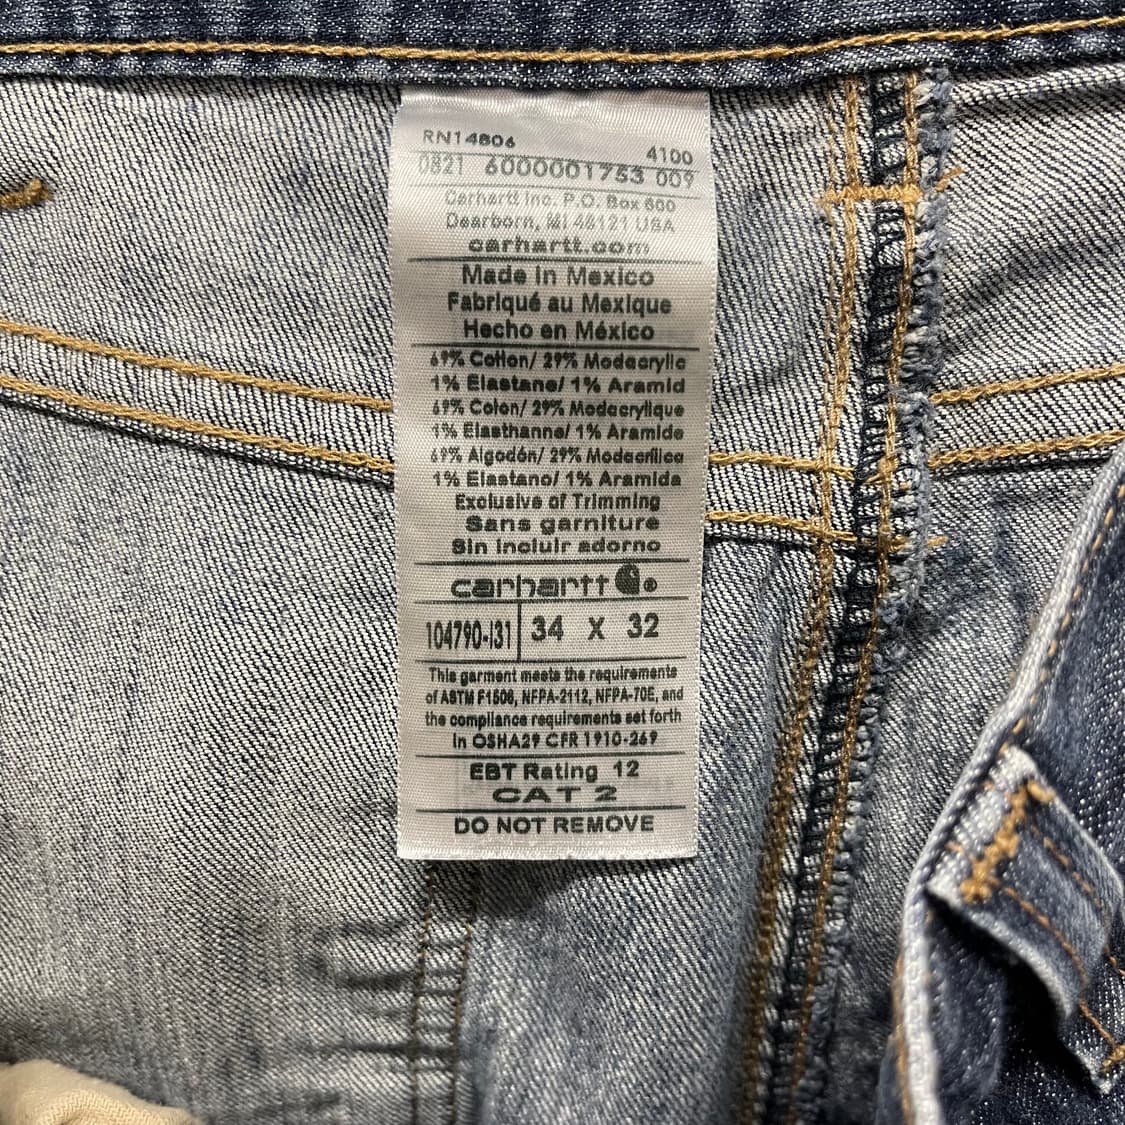 RN14806
4100
0821 6000001753 009
Carhartt Inc. P.O. Box 600
Dearborn, MI 48121 USA
carhartt.com
Made in Mexico
Fabriqué au Mexique
Hecho en México
69% Cotton/ 29% Modacrylic
1% Elastane/ 1% Aramid
69% Coton/ 29% Modacrylique
1% Elasthanne/ 1% Aramide
69% Algodón/ 29% Modacrílica
1% Elastano/ 1% Aramida
Exclusive of Trimming
Sans garniture
Sin incluir adorno
carhartt ®
104790-I31 34 X 32
This garment meets the requirements
of ASTM F1506, NFPA-2112, NFPA-70E, and
the compliance requirements set forth
in OSHA29 CFR 1910-269
EBT Rating 12
CAT 2
DO NOT REMOVE